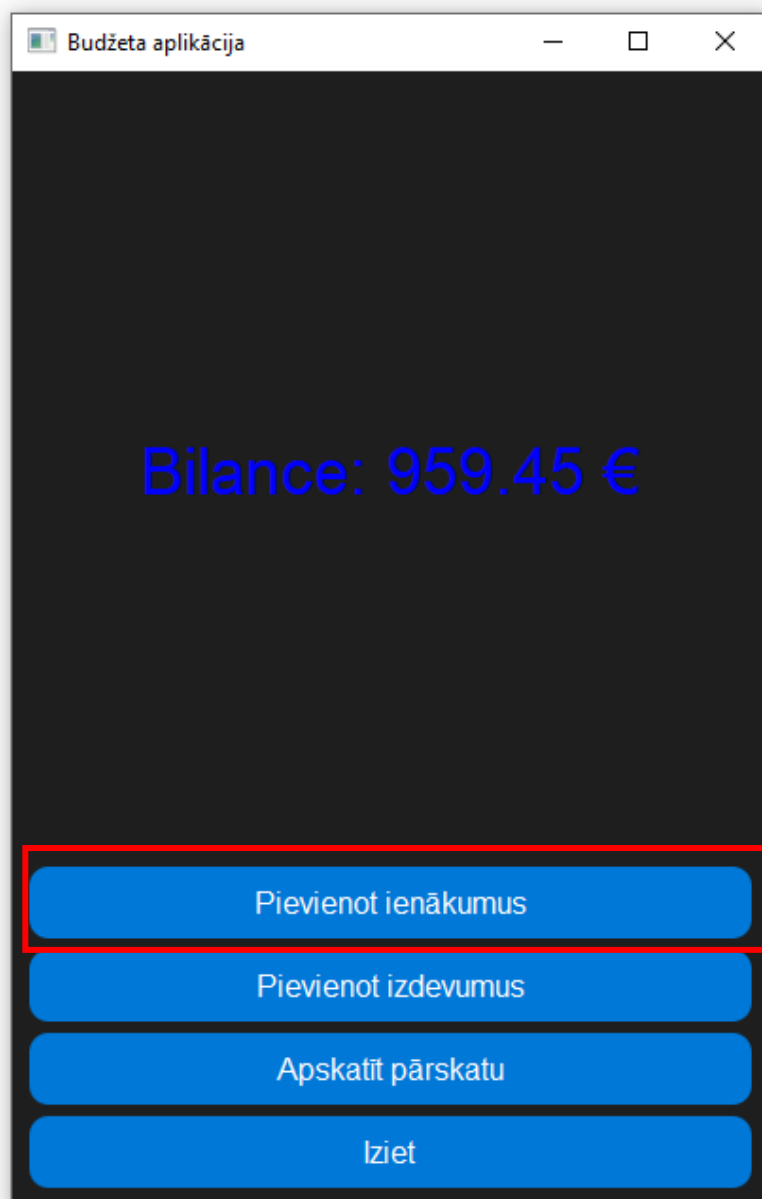 Budžeta aplikācija
Bilance: 959.45 €
Pievienot ienākumus
Pievienot izdevumus
Apskatīt pārskatu
Iziet